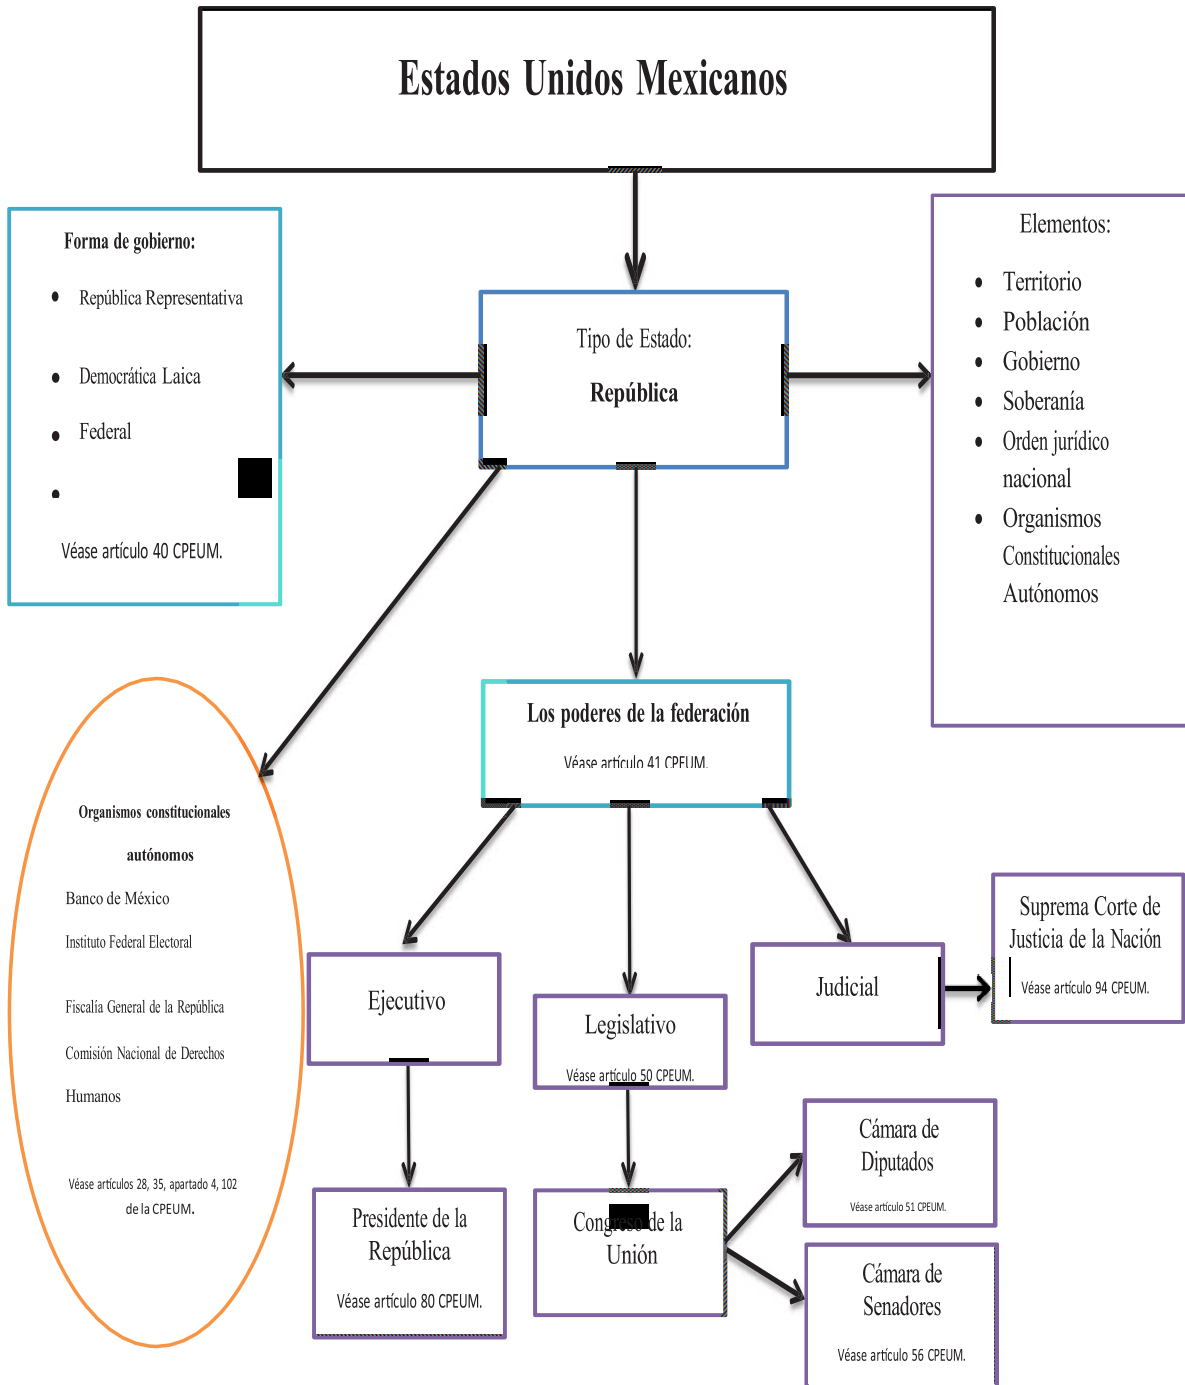 Estados Unidos Mexicanos
Forma de gobierno:
• República Representativa
• Democrática Laica
• Federal
•
Véase artículo 40 CPEUM.
Tipo de Estado:
República
Elementos:
• Territorio
• Población
• Gobierno
• Soberanía
• Orden jurídico
nacional
• Organismos
Constitucionales
Autónomos
Los poderes de la federación
Véase artículo 41 CPEUM.
Organismos constitucionales
autónomos
Banco de México
Instituto Federal Electoral
Fiscalía General de la República
Comisión Nacional de Derechos
Humanos
Véase artículos 28, 35, apartado 4, 102
de la CPEUM.
Ejecutivo
Legislativo
Véase artículo 50 CPEUM.
Judicial
Suprema Corte de
Justicia de la Nación
Véase artículo 94 CPEUM.
Presidente de la
República
Véase artículo 80 CPEUM.
Congreso de la
Unión
Cámara de
Diputados
Véase artículo 51 CPEUM.
Cámara de
Senadores
Véase artículo 56 CPEUM.